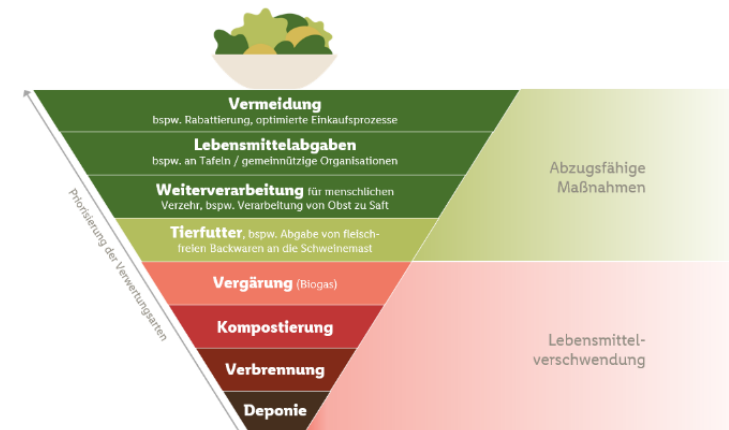 Vermeidung
bspw. Rabattierung, optimierte Einkaufsprozesse
Lebensmittelabgaben
bspw. an Tafeln / gemeinnützige Organisationen
Weiterverarbeitung für menschlichen
Verzehr, bspw. Verarbeitung von Obst zu Saft
Tierfutter, bspw. Abgabe von fleisch-
freien Backwaren an die Schweinemast
Vergärung (Biogas)
Kompostierung
Verbrennung
Deponie
Priorisierung der Verwertungsarten
Abzugsfähige
Maßnahmen
Lebensmittel-
verschwendung